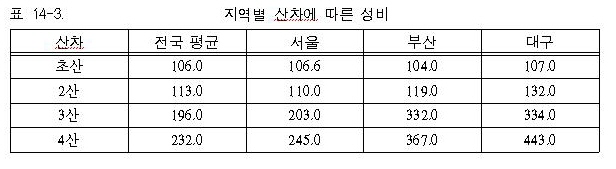 표 14-3. 지역별 산차에 따른 성비
산차 전국 평균 서울 부산 대구
초산 106.0 106.6 104.0 107.0
2산 113.0 110.0 119.0 132.0
3산 196.0 203.0 332.0 334.0
4산 232.0 245.0 367.0 443.0